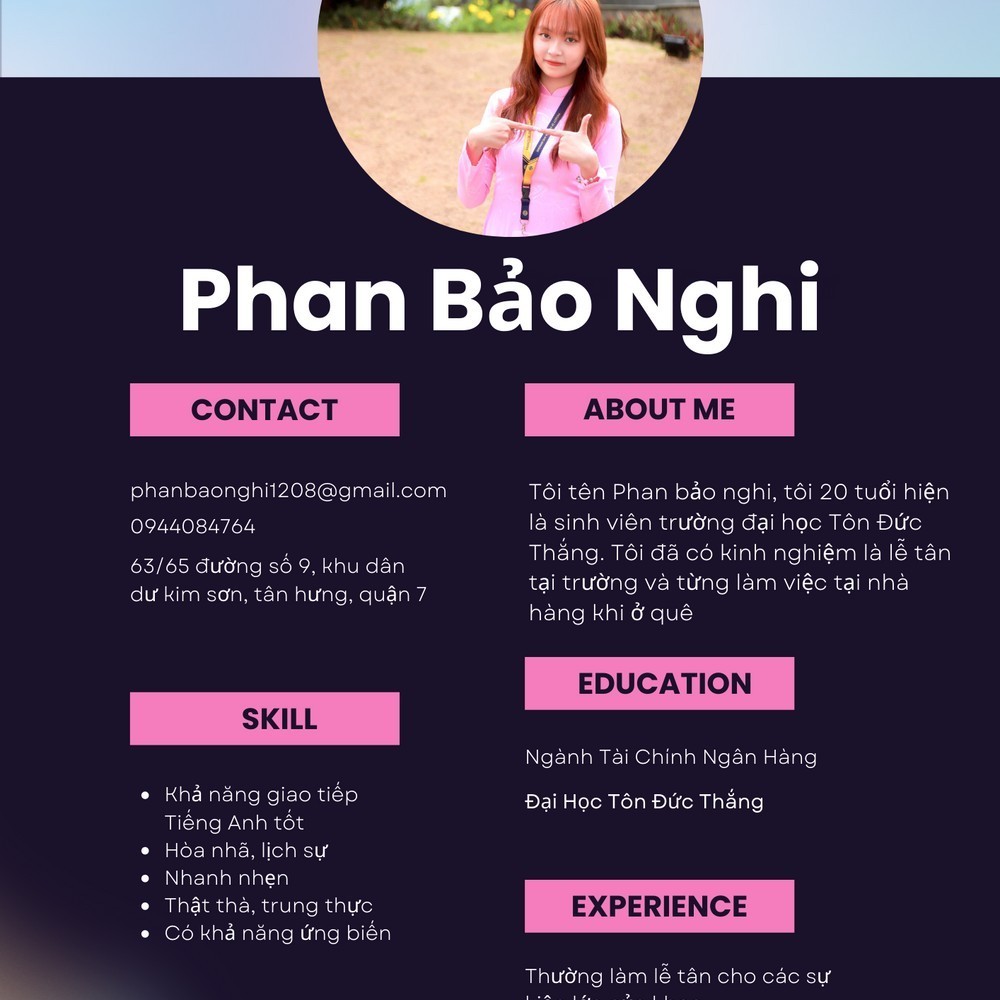 Phan Bảo Nghi
CONTACT
phanbaonghi1208@gmail.com
0944084764
63/65 đường số 9, khu dân
dư kim sơn, tân hưng, quận 7
SKILL
Khả năng giao tiếp
Tiếng Anh tốt
Hòa nhã, lịch sự
Nhanh nhẹn
Thật thà, trung thực
Có khả năng ứng biến
ABOUT ME
Tôi tên Phan bảo nghi, tôi 20 tuổi hiện
là sinh viên trường đại học Tôn Đức
Thắng. Tôi đã có kinh nghiệm là lễ tân
tại trường và từng làm việc tại nhà
hàng khi ở quê
EDUCATION
Ngành Tài Chính Ngân Hàng
Đại Học Tôn Đức Thắng
EXPERIENCE
Thường làm lễ tân cho các sự